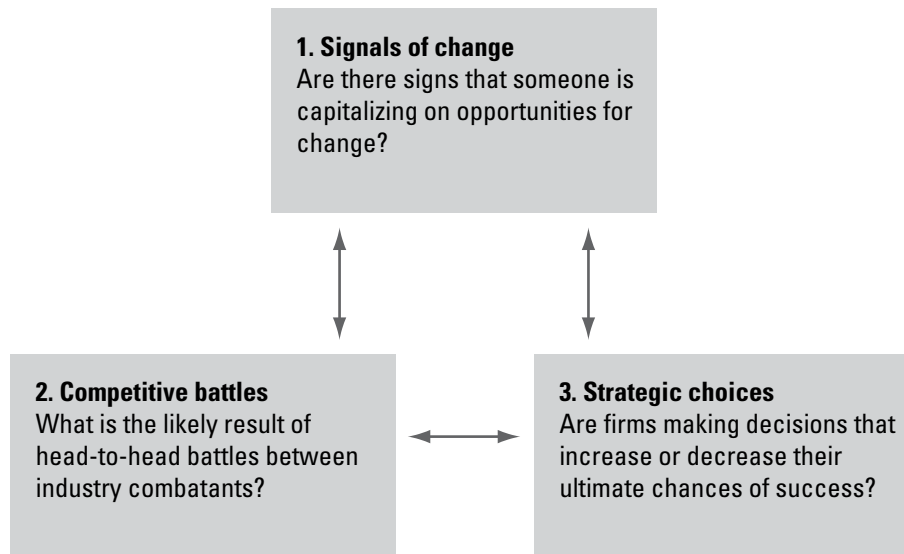 1. Signals of change
Are there signs that someone is
capitalizing on opportunities for
change?
2. Competitive battles
What is the likely result of
head-to-head battles between
industry combatants?
3. Strategic choices
Are firms making decisions that
increase or decrease their
ultimate chances of success?